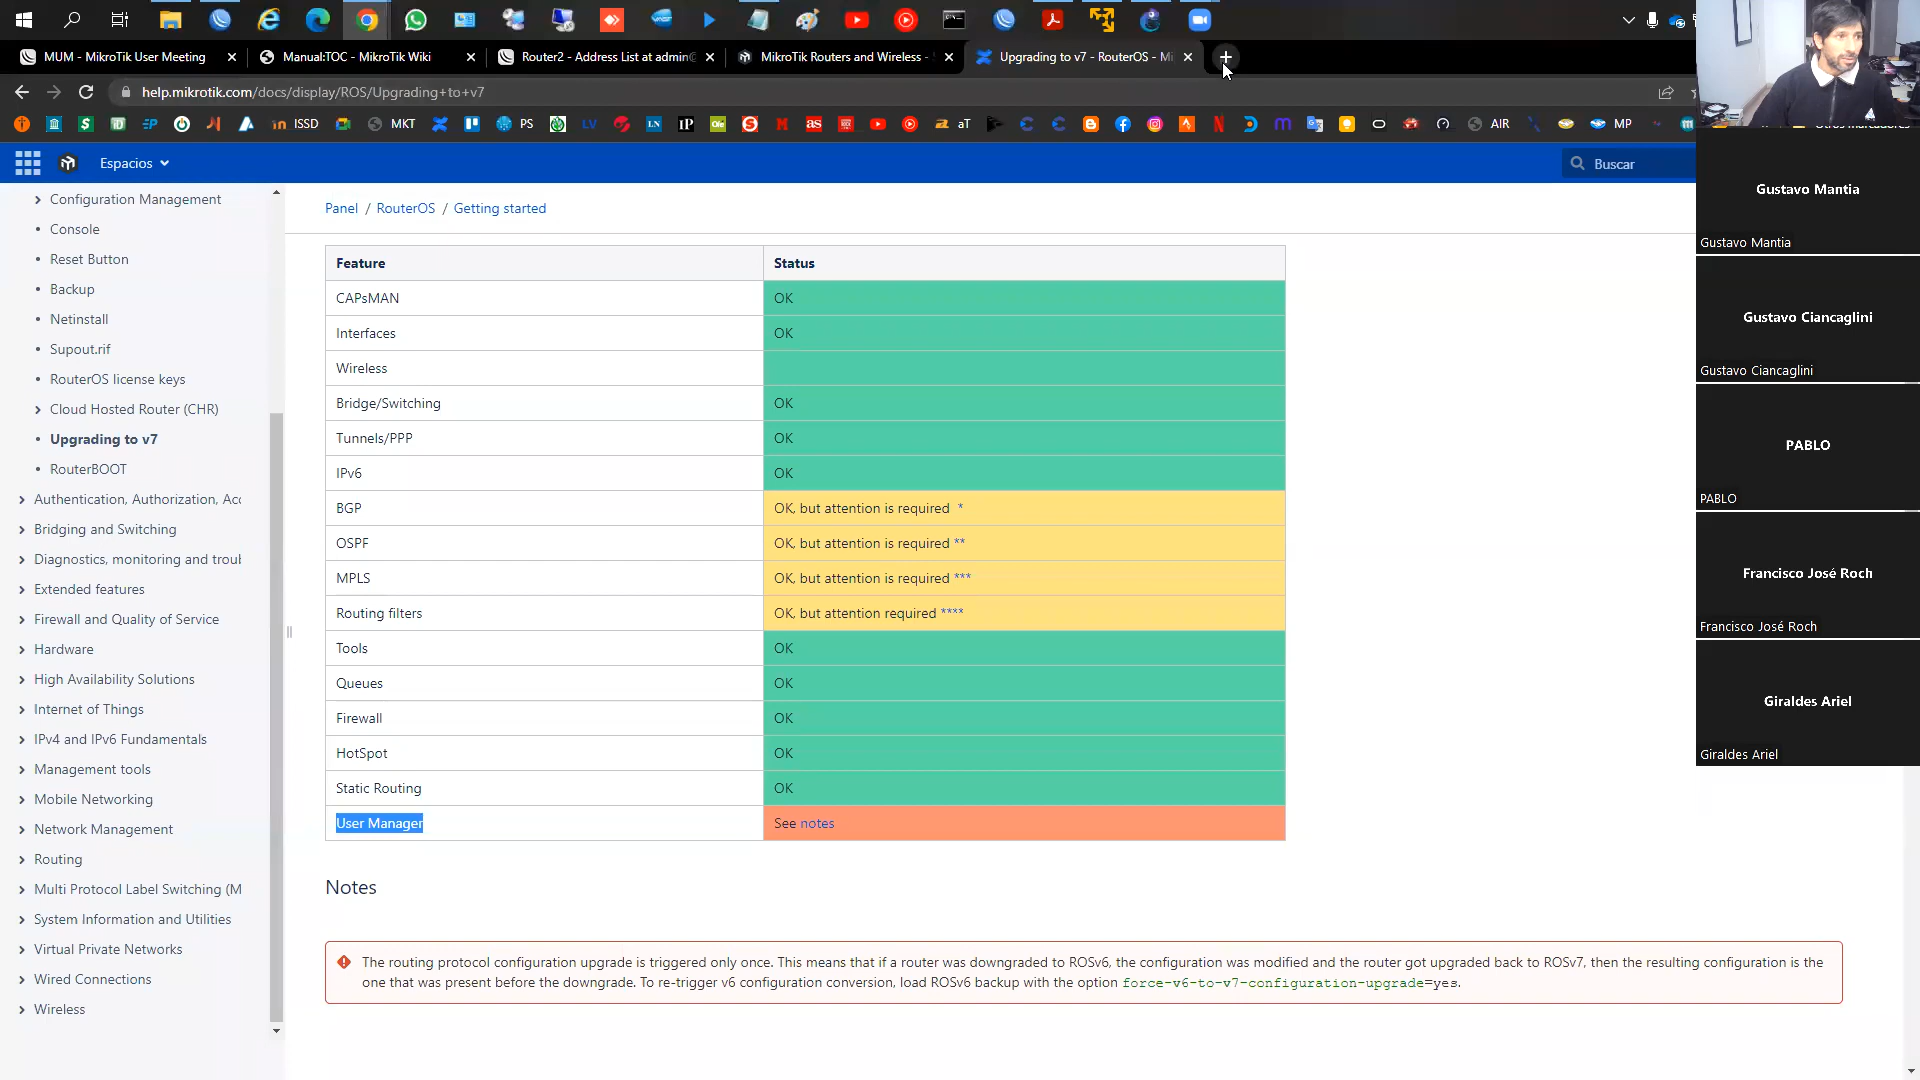 MUM - MikroTik User Meeting
Manual:TOC - MikroTik Wiki
Router2 - Address List at admin@
MikroTik Routers and Wireless -
Upgrading to v7 - RouterOS - Mi
help.mikrotik.com/docs/display/ROS/Upgrading+to+v7
ISSD
MKT
PS
LV
LN
IP
aT
AIR
MP
Otros marcadores
Espacios
Buscar
Configuration Management
Console
Reset Button
Backup
Netinstall
Supout.rif
RouterOS license keys
Cloud Hosted Router (CHR)
Upgrading to v7
RouterBOOT
Authentication, Authorization, Acc
Bridging and Switching
Diagnostics, monitoring and troub
Extended features
Firewall and Quality of Service
Hardware
High Availability Solutions
Internet of Things
IPv4 and IPv6 Fundamentals
Management tools
Mobile Networking
Network Management
Routing
Multi Protocol Label Switching (M
System Information and Utilities
Virtual Private Networks
Wired Connections
Wireless
Panel / RouterOS / Getting started
Feature Status
CAPsMAN OK
Interfaces OK
Wireless
Bridge/Switching OK
Tunnels/PPP OK
IPv6 OK
BGP OK, but attention is required *
OSPF OK, but attention is required **
MPLS OK, but attention is required ***
Routing filters OK, but attention required ****
Tools OK
Queues OK
Firewall OK
HotSpot OK
Static Routing OK
User Manager See notes
Notes
The routing protocol configuration upgrade is triggered only once. This means that if a router was downgraded to ROSv6, the configuration was modified and the router got upgraded back to ROSv7, then the resulting configuration is the
one that was present before the downgrade. To re-trigger v6 configuration conversion, load ROSv6 backup with the option force-v6-to-v7-configuration-upgrade=yes.
Gustavo Mantia
Gustavo Mantia
Gustavo Ciancaglini
Gustavo Ciancaglini
PABLO
PABLO
Francisco José Roch
Francisco José Roch
Giraldes Ariel
Giraldes Ariel